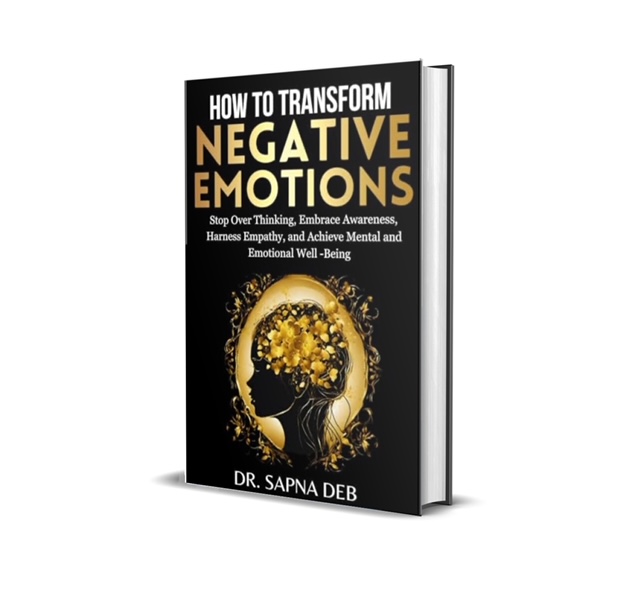 HOW TO TRANSFORM
NEGATIVE
EMOTIONS
Stop Over Thinking, Embrace Awareness,
Harness Empathy, and Achieve Mental and
Emotional Well -Being
DR. SAPNA DEB